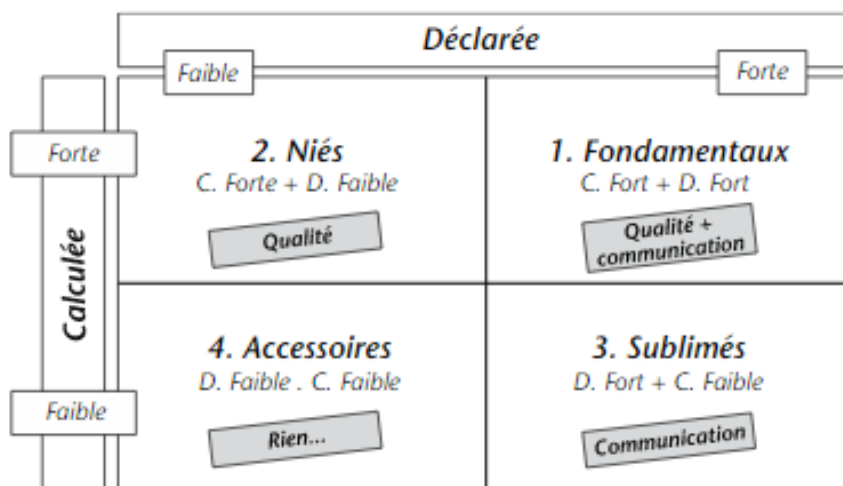 Déclarée
Faible
Forte
Forte
Calculée
Faible
2. Niés
C. Forte + D. Faible
Qualité
1. Fondamentaux
C. Fort + D. Fort
Qualité +
communication
4. Accessoires
D. Faible . C. Faible
Rien...
3. Sublimés
D. Fort + C. Faible
Communication